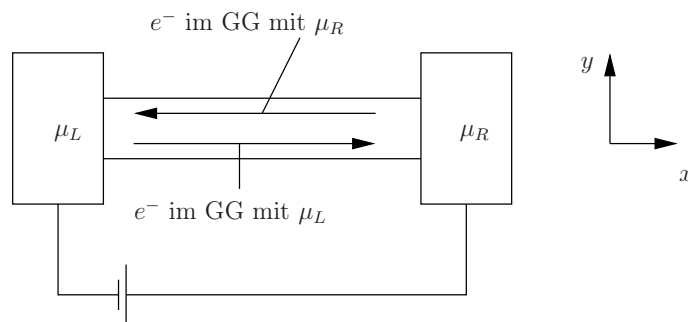 e⁻ im GG mit μ_R
μ_L
μ_R
e⁻ im GG mit μ_L
y
x